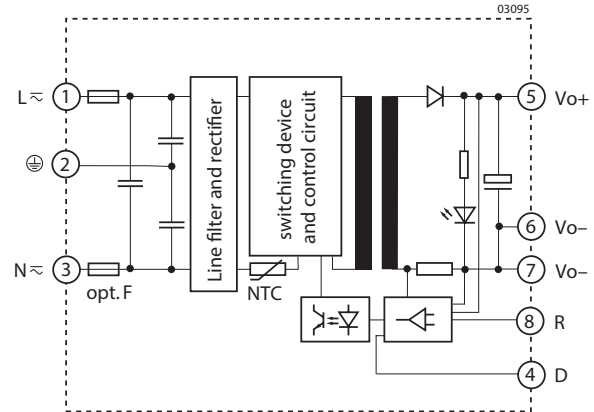 03095
L ⎓ 1
5 Vo+
2
Line filter and rectifier
switching device
and control circuit
6 Vo–
N ⎓ 3
7 Vo–
opt. F
NTC
8 R
4 D